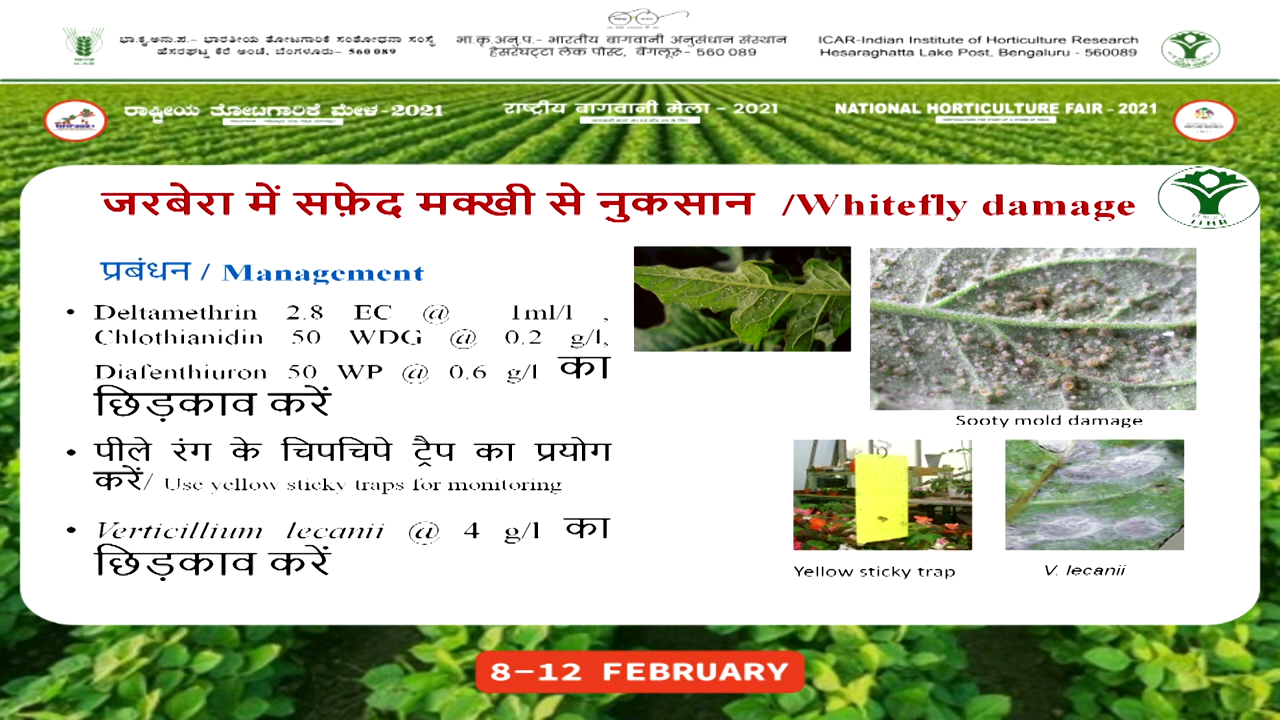 ಭಾ.ಕೃ.ಅನು.ಪ.- ಭಾರತೀಯ ತೋಟಗಾರಿಕೆ ಸಂಶೋಧನಾ ಸಂಸ್ಥೆ
ಹೆಸರಘಟ್ಟ ಕೆರೆ ಅಂಚೆ, ಬೆಂಗಳೂರು- 560 089
भा.कृ.अनु.प.- भारतीय बागवानी अनुसंधान संस्थान
हेसरघट्टा लेक पोस्ट, बेंगलूरू- 560 089
ICAR-Indian Institute of Horticulture Research
Hesaraghatta Lake Post, Bengaluru - 560089
ರಾಷ್ಟ್ರೀಯ ತೋಟಗಾರಿಕೆ ಮೇಳ -2021
राष्ट्रीय बागवानी मेला - 2021
NATIONAL HORTICULTURE FAIR - 2021
जरबेरा में सफ़ेद मक्खी से नुकसान /Whitefly damage
प्रबंधन / Management
• Deltamethrin 2.8 EC @ 1ml/l ,
Chlothianidin 50 WDG @ 0.2 g/l,
Diafenthiuron 50 WP @ 0.6 g/l का
छिड़काव करें
• पीले रंग के चिपचिपे ट्रैप का प्रयोग
करें/ Use yellow sticky traps for monitoring
• Verticillium lecanii @ 4 g/l का
छिड़काव करें
Sooty mold damage
Yellow sticky trap
V. lecanii
8-12 FEBRUARY